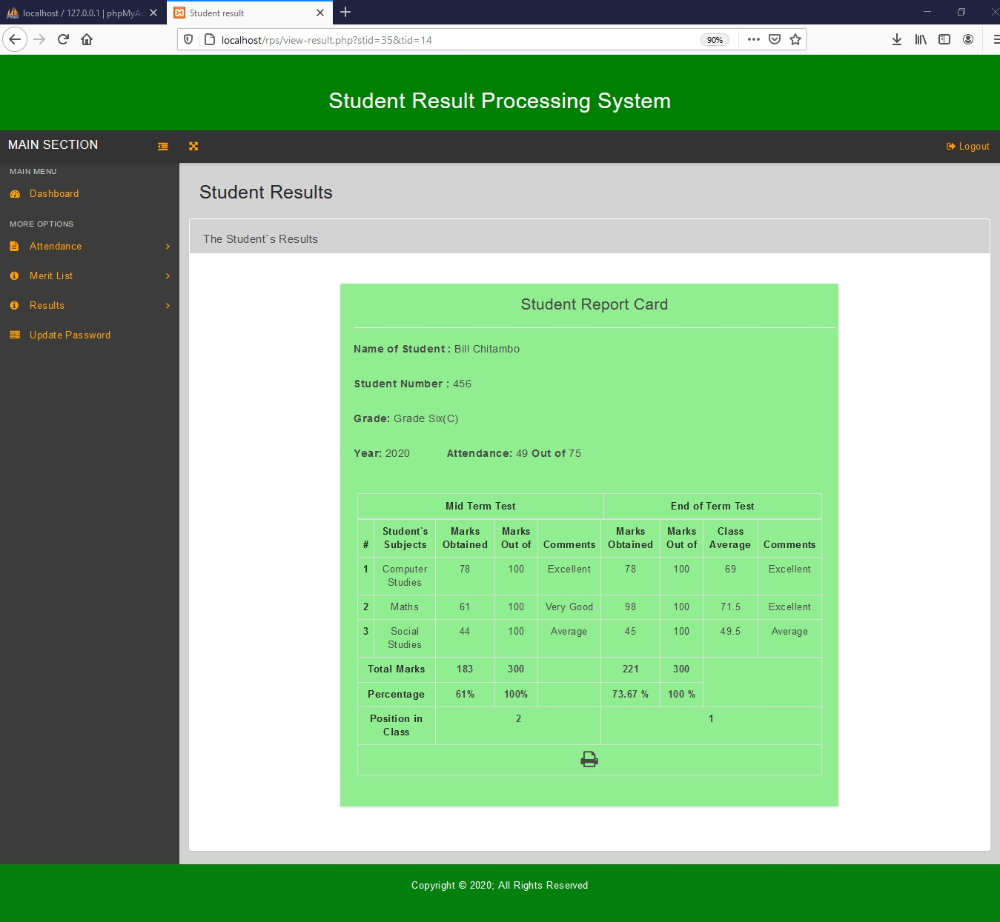 localhost / 127.0.0.1 | phpMyAd
Student result
localhost/rps/view-result.php?stid=35&tid=14
90%
Student Result Processing System
MAIN SECTION
Logout
MAIN MENU
Dashboard
MORE OPTIONS
Attendance
Merit List
Results
Update Password
Student Results
The Student`s Results
Student Report Card
Name of Student : Bill Chitambo
Student Number : 456
Grade: Grade Six(C)
Year: 2020 Attendance: 49 Out of 75
Mid Term Test End of Term Test
# Student`s Subjects Marks Obtained Marks Out of Comments Marks Obtained Marks Out of Class Average Comments
1 Computer Studies 78 100 Excellent 78 100 69 Excellent
2 Maths 61 100 Very Good 98 100 71.5 Excellent
3 Social Studies 44 100 Average 45 100 49.5 Average
Total Marks 183 300 221 300
Percentage 61% 100% 73.67 % 100 %
Position in Class 2 1
Copyright © 2020; All Rights Reserved